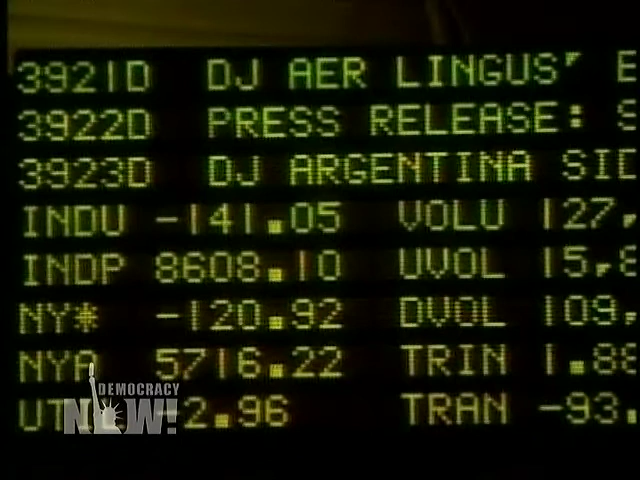 3921D DJ AER LINGUS' E
3922D PRESS RELEASE: S
3923D DJ ARGENTINA SID
INDU -141.05 VOLU 127,
INDP 8608.10 UVOL 15,8
NY* -120.92 DVOL 109,
NYA 5716.22 TRIN 1.88
-2.96 TRAN -93.
DEMOCRACY
NOW!